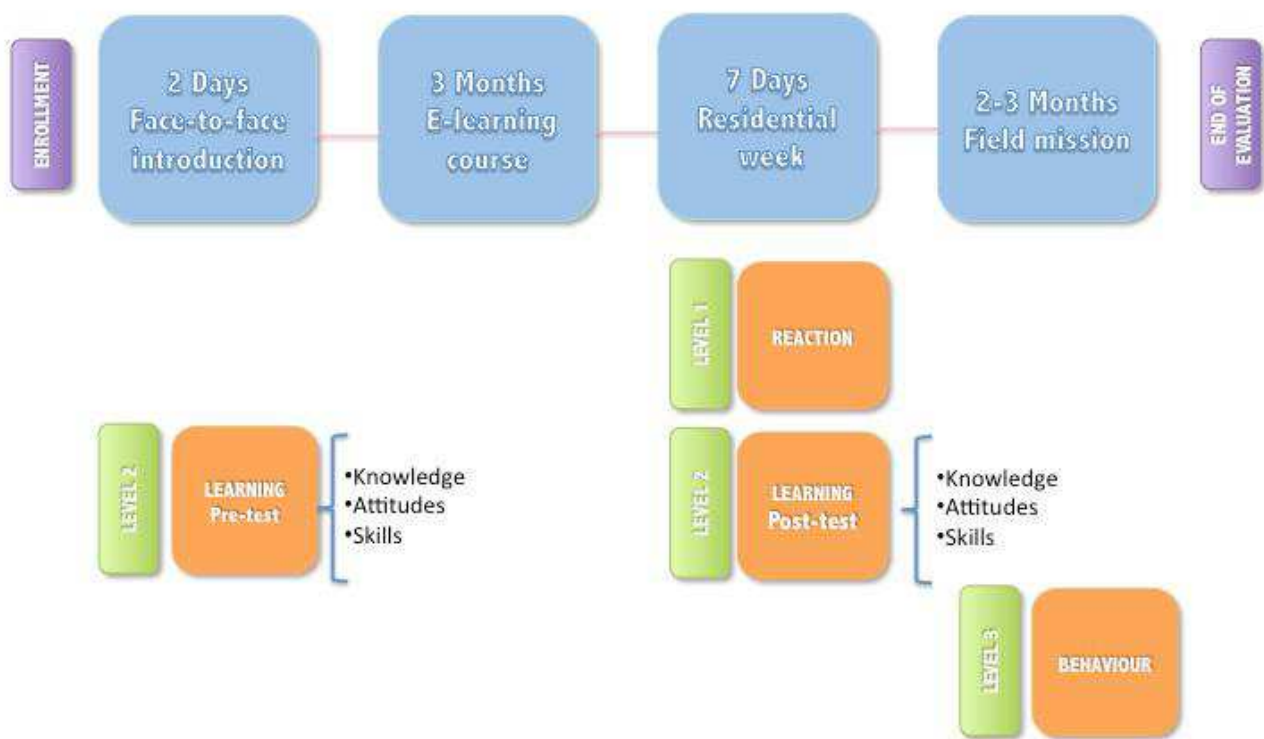 ENROLLMENT
2 Days
Face-to-face
introduction
3 Months
E-learning
course
7 Days
Residential
week
2-3 Months
Field mission
END OF
EVALUATION
LEVEL 1
REACTION
LEVEL 2
LEARNING
Pre-test
•Knowledge
•Attitudes
•Skills
LEVEL 2
LEARNING
Post-test
•Knowledge
•Attitudes
•Skills
LEVEL 3
BEHAVIOUR